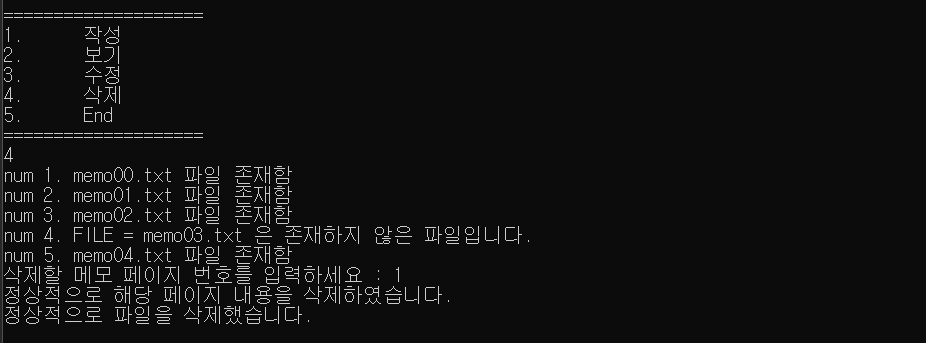 ====================
1.      작성
2.      보기
3.      수정
4.      삭제
5.      End
====================
4
num 1. memo00.txt 파일 존재함
num 2. memo01.txt 파일 존재함
num 3. memo02.txt 파일 존재함
num 4. FILE = memo03.txt 은 존재하지 않은 파일입니다.
num 5. memo04.txt 파일 존재함
삭제할 메모 페이지 번호를 입력하세요 : 1
정상적으로 해당 페이지 내용을 삭제하였습니다.
정상적으로 파일을 삭제했습니다.